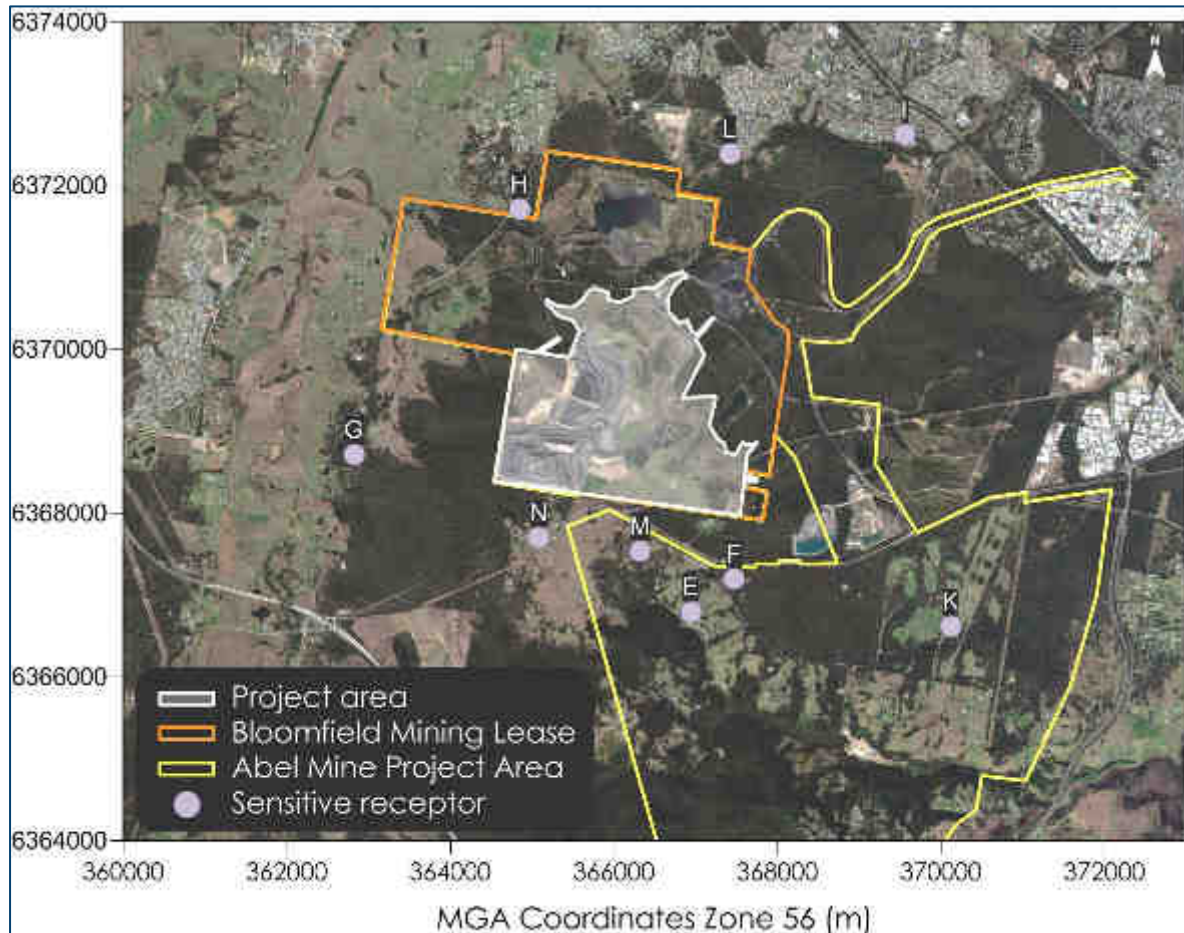 6374000
N
L
I
6372000
H
6370000
G
6368000
N
M
F
E
K
6366000
Project area
Bloomfield Mining Lease
Abel Mine Project Area
Sensitive receptor
6364000
360000 362000 364000 366000 368000 370000 372000
MGA Coordinates Zone 56 (m)